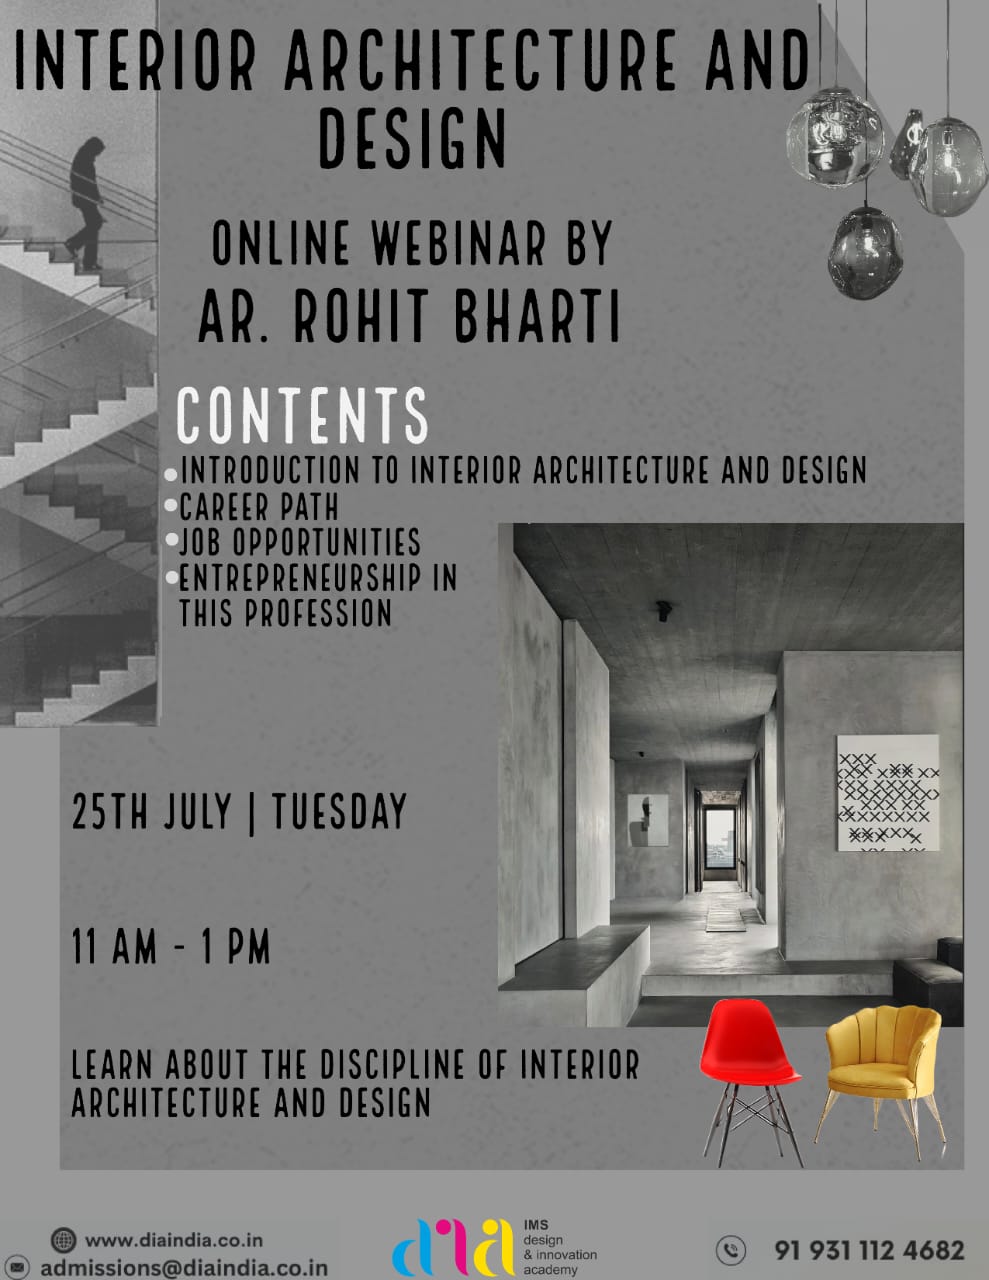 INTERIOR ARCHITECTURE AND
DESIGN
ONLINE WEBINAR BY
AR. ROHIT BHARTI
CONTENTS
•INTRODUCTION TO INTERIOR ARCHITECTURE AND DESIGN
•CAREER PATH
•JOB OPPORTUNITIES
•ENTREPRENEURSHIP IN
THIS PROFESSION
25TH JULY | TUESDAY
11 AM - 1 PM
LEARN ABOUT THE DISCIPLINE OF INTERIOR
ARCHITECTURE AND DESIGN
www.diaindia.co.in
admissions@diaindia.co.in
dia
IMS
design
& innovation
academy
91 931 112 4682